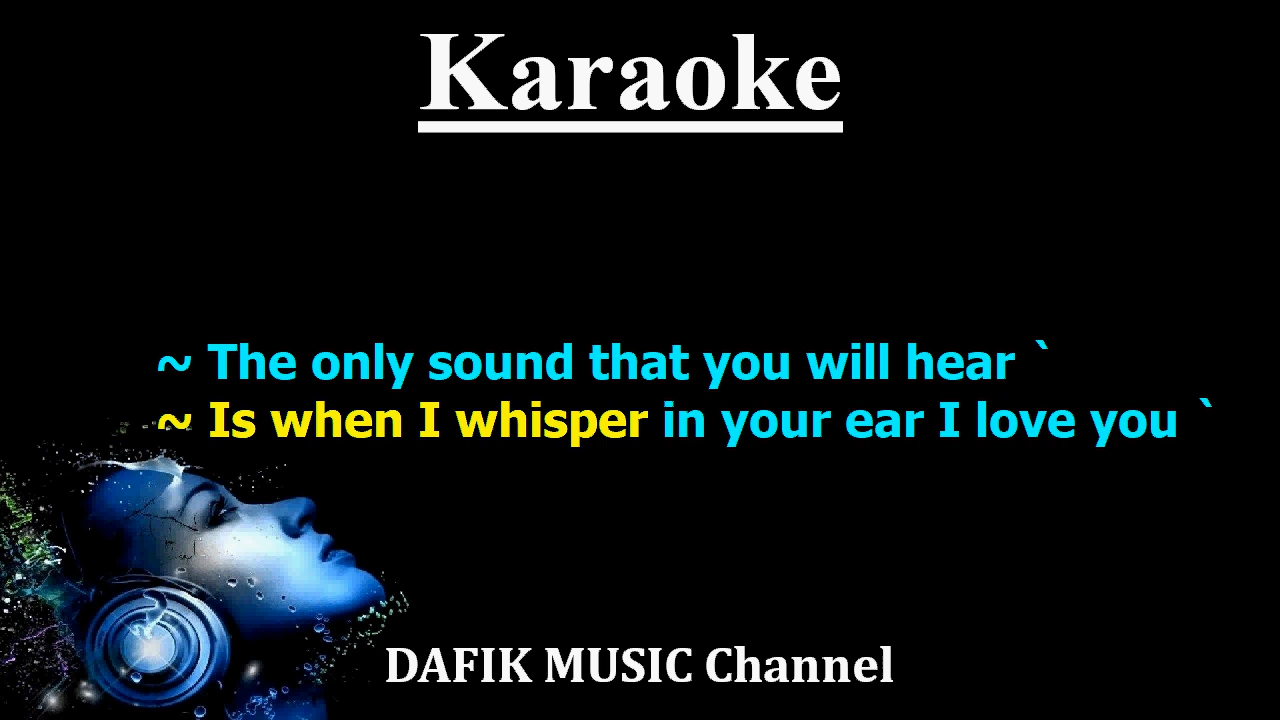 Karaoke
~ The only sound that you will hear `
~ Is when I whisper in your ear I love you `
DAFIK MUSIC Channel